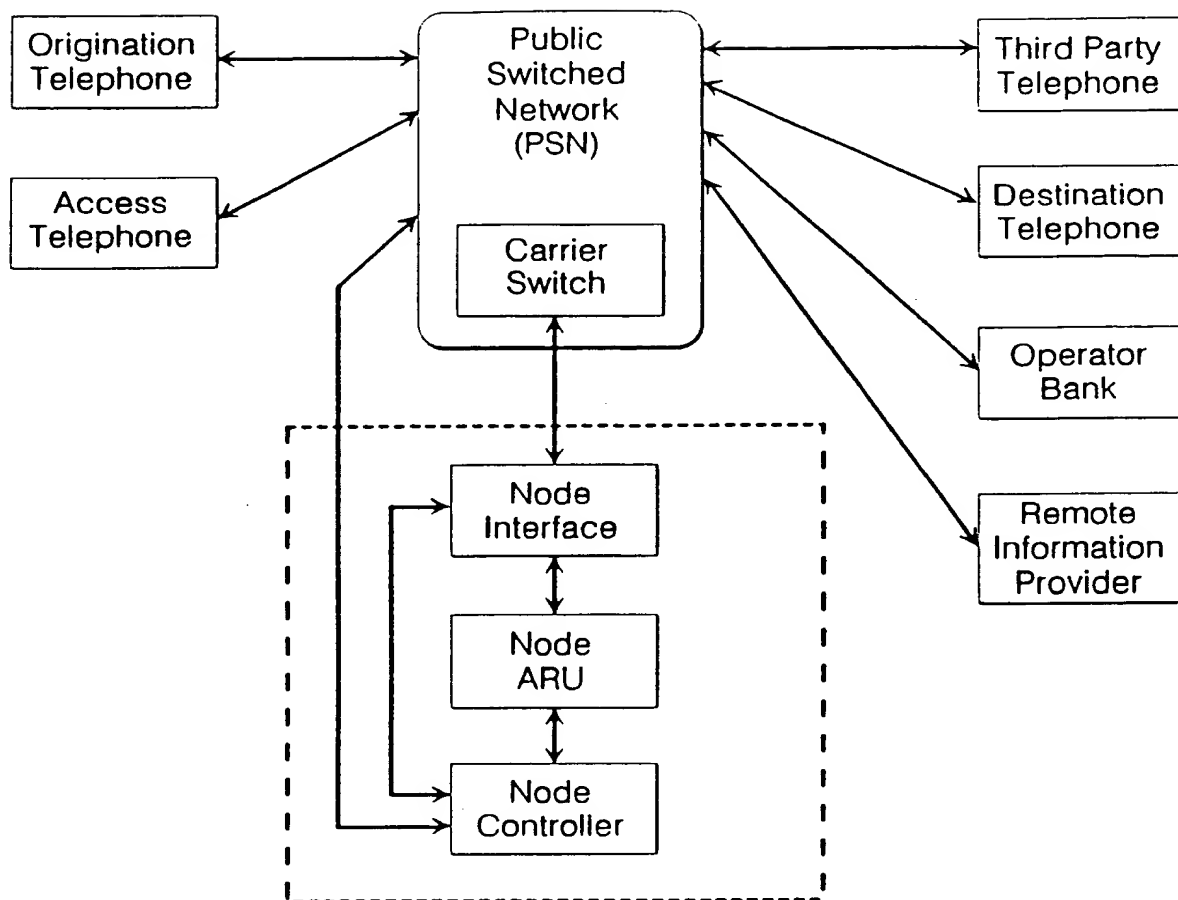 Origination
Telephone
Access
Telephone
Public
Switched
Network
(PSN)
Carrier
Switch
Third Party
Telephone
Destination
Telephone
Operator
Bank
Remote
Information
Provider
Node
Interface
Node
ARU
Node
Controller